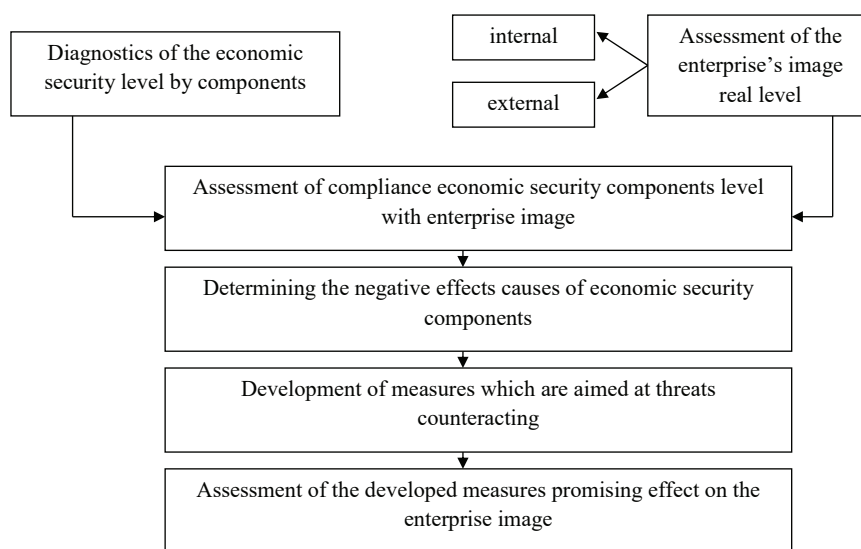 Diagnostics of the economic
security level by components
internal
external
Assessment of the
enterprise’s image
real level
Assessment of compliance economic security components level
with enterprise image
Determining the negative effects causes of economic security
components
Development of measures which are aimed at threats
counteracting
Assessment of the developed measures promising effect on the
enterprise image